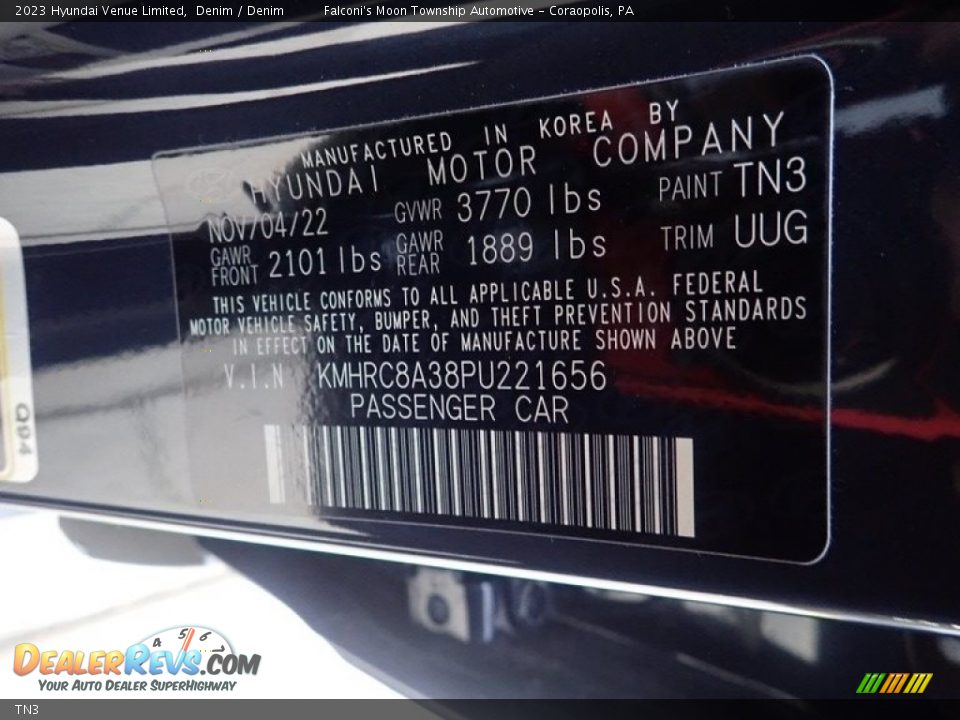 2023 Hyundai Venue Limited, Denim / Denim Falconi's Moon Township Automotive - Coraopolis, PA
MANUFACTURED IN KOREA BY
HYUNDAI MOTOR COMPANY
NOV/04/22 GVWR 3770 lbs PAINT TN3
GAWR FRONT 2101 lbs GAWR REAR 1889 lbs TRIM UUG
THIS VEHICLE CONFORMS TO ALL APPLICABLE U.S.A. FEDERAL
MOTOR VEHICLE SAFETY, BUMPER, AND THEFT PREVENTION STANDARDS
IN EFFECT ON THE DATE OF MANUFACTURE SHOWN ABOVE
V.I.N KMHRC8A38PU221656
PASSENGER CAR
Q04
4 5 6
DEALERREVS.COM
YOUR AUTO DEALER SUPERHIGHWAY
TN3